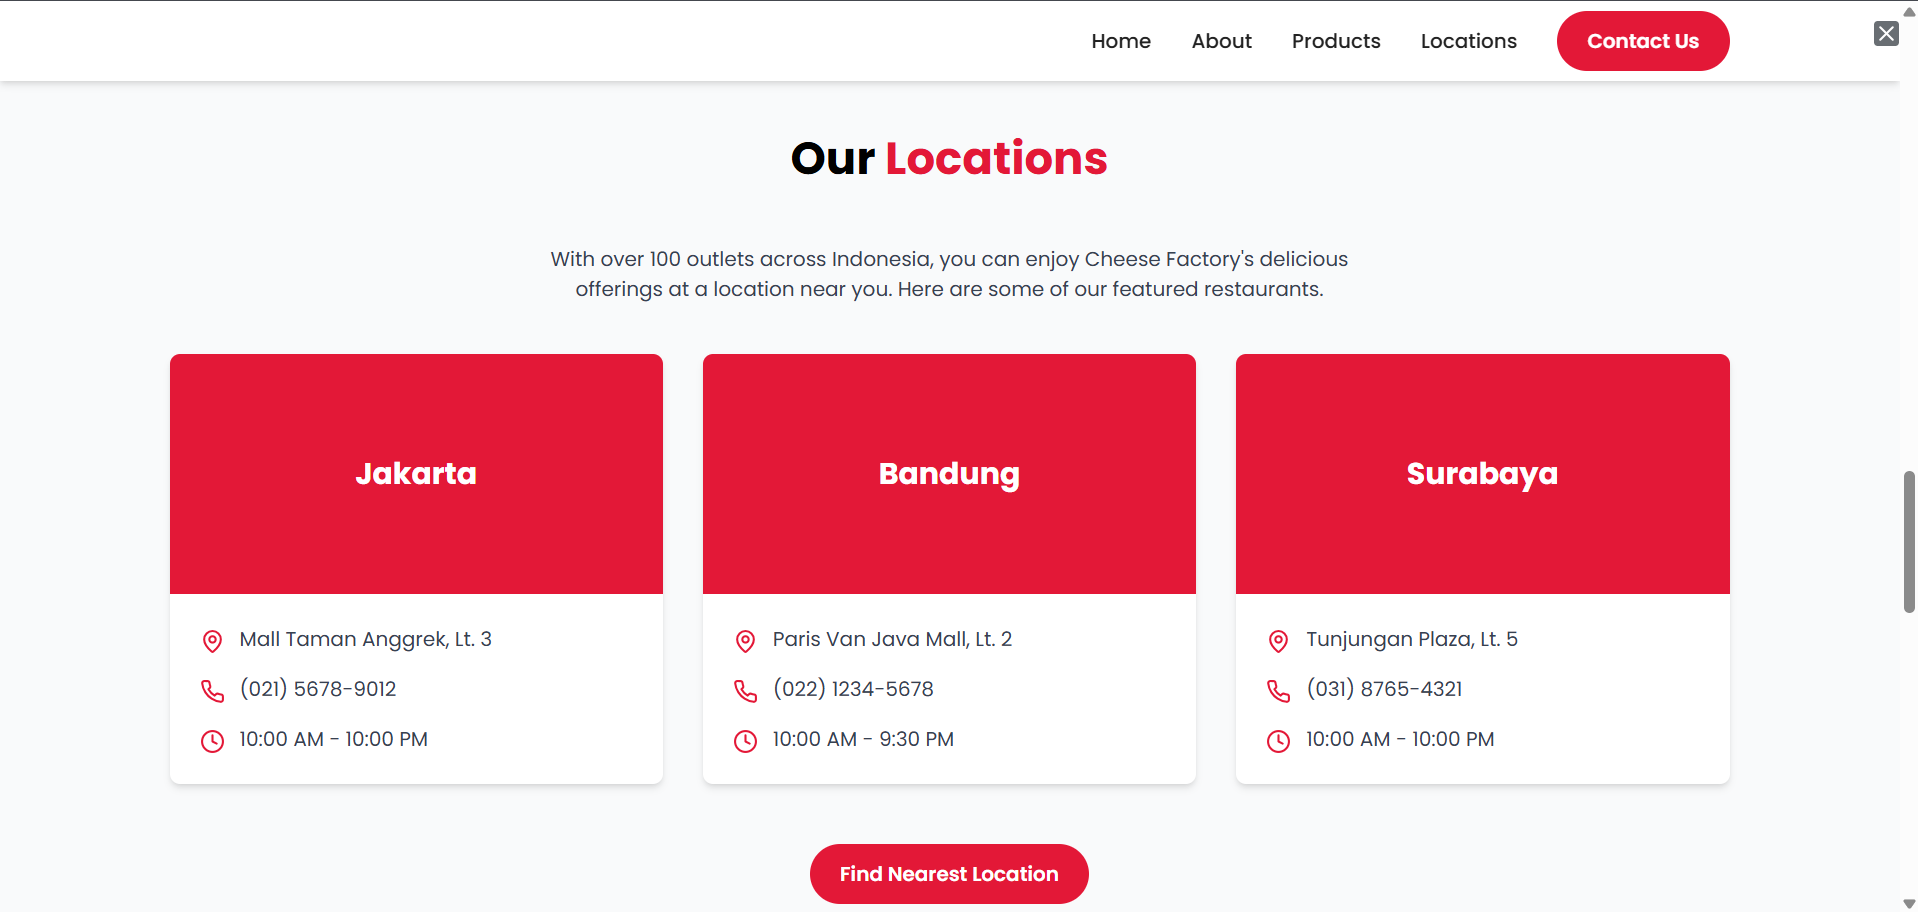 Home About Products Locations Contact Us
Our Locations
With over 100 outlets across Indonesia, you can enjoy Cheese Factory's delicious
offerings at a location near you. Here are some of our featured restaurants.
Jakarta
Mall Taman Anggrek, Lt. 3
(021) 5678-9012
10:00 AM - 10:00 PM
Bandung
Paris Van Java Mall, Lt. 2
(022) 1234-5678
10:00 AM - 9:30 PM
Surabaya
Tunjungan Plaza, Lt. 5
(031) 8765-4321
10:00 AM - 10:00 PM
Find Nearest Location